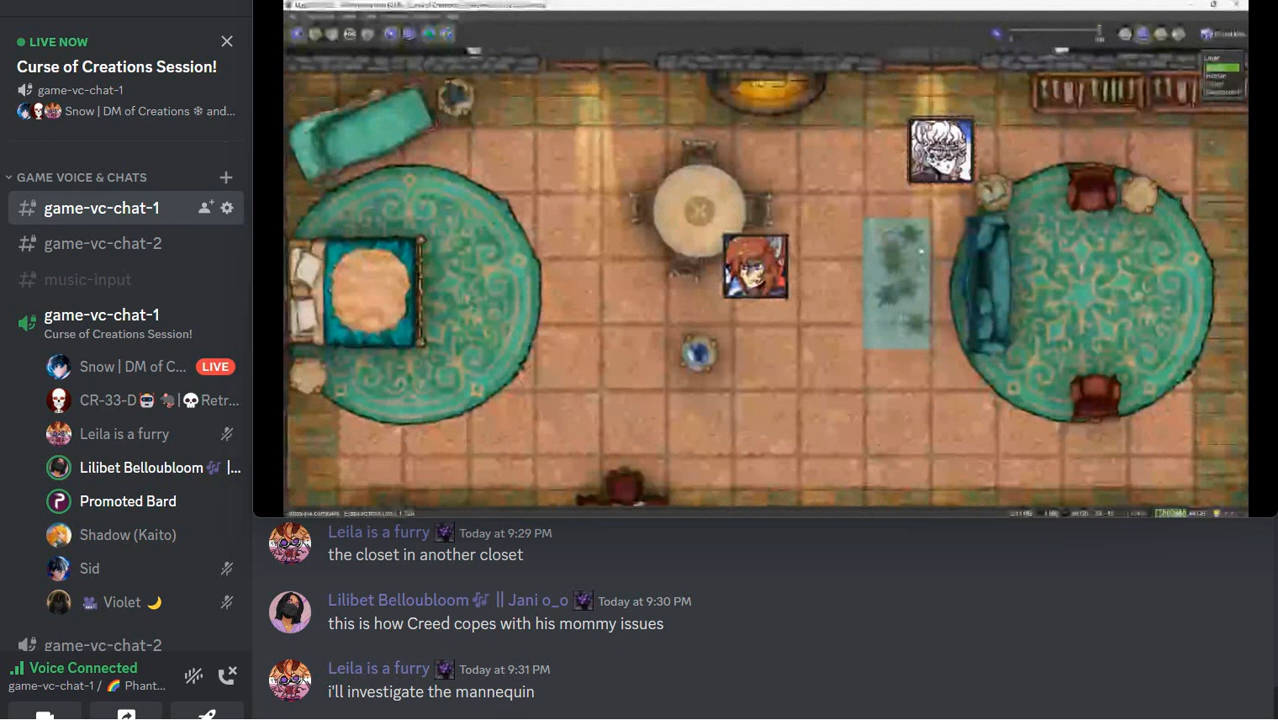 LIVE NOW
Curse of Creations Session!
game-vc-chat-1
Snow | DM of Creations ❄ and...
GAME VOICE & CHATS
game-vc-chat-1
game-vc-chat-2
music-input
game-vc-chat-1
Curse of Creations Session!
Snow | DM of C... LIVE
CR-33-D | Retr...
Leila is a furry
Lilibet Belloubloom 🎶 |...
Promoted Bard
Shadow (Kaito)
Sid
Violet 🌙
game-vc-chat-2
Voice Connected
game-vc-chat-1 / 🌈 Phant...
Leila is a furry Today at 9:29 PM
the closet in another closet
Lilibet Belloubloom 🎶 || Jani o_o Today at 9:30 PM
this is how Creed copes with his mommy issues
Leila is a furry Today at 9:31 PM
i'll investigate the mannequin